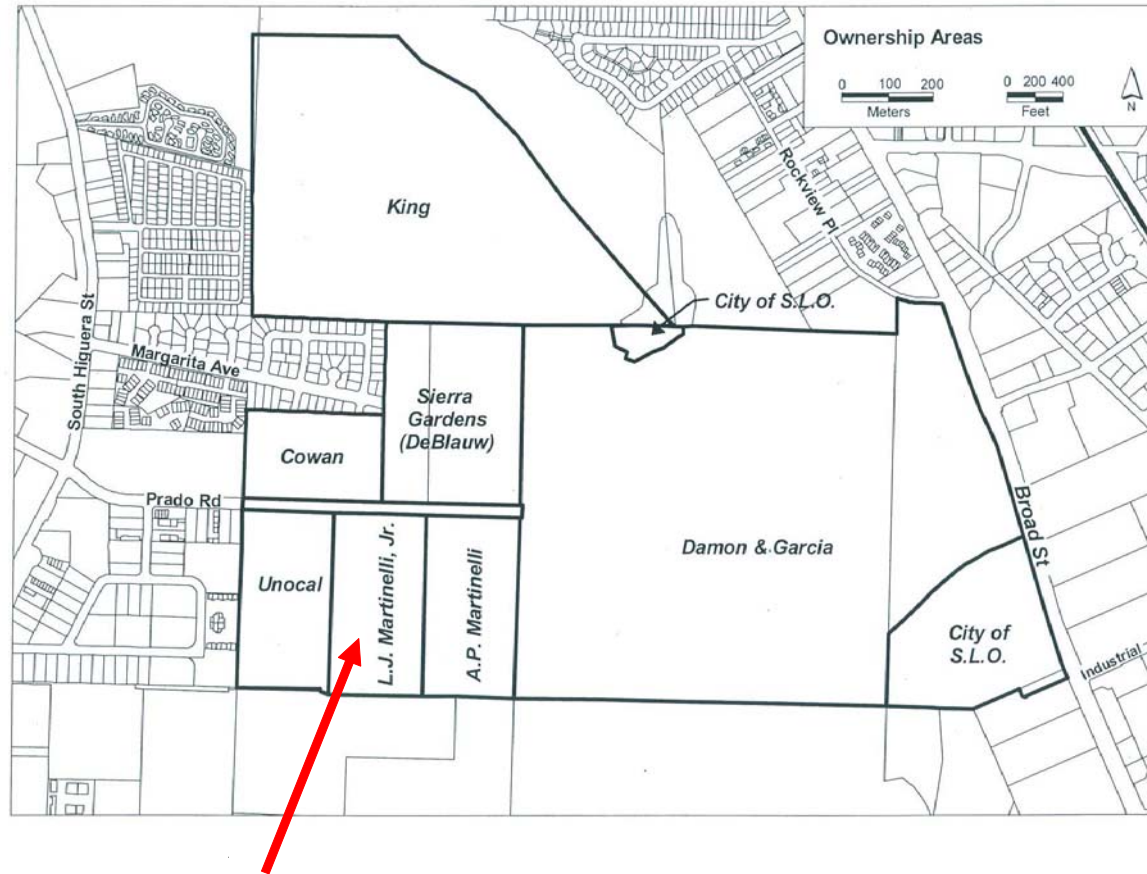 Ownership Areas
0 100 200
Meters
0 200 400
Feet
N
King
Rockview Pl
City of S.L.O.
South Higuera St
Margarita Ave
Sierra
Gardens
(DeBlauw)
Cowan
Prado Rd
Broad St
Unocal
L.J. Martinelli, Jr.
A.P. Martinelli
Damon & Garcia
City of
S.L.O.
Industrial